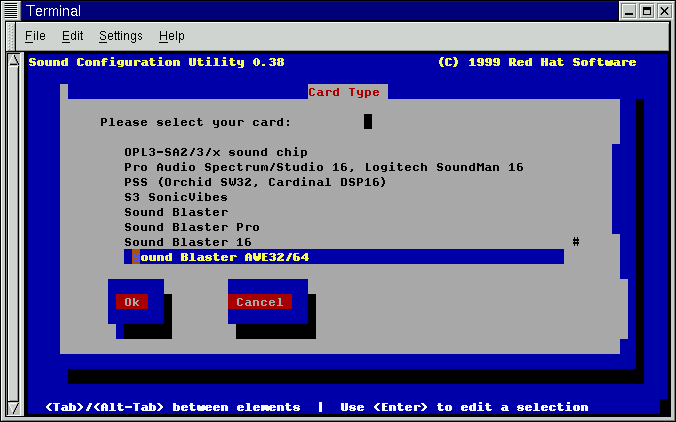 Terminal
File Edit Settings Help
Sound Configuration Utility 0.38 (C) 1999 Red Hat Software
Card Type
Please select your card:
OPL3-SA2/3/x sound chip
Pro Audio Spectrum/Studio 16, Logitech SoundMan 16
PSS (Orchid SW32, Cardinal DSP16)
S3 SonicVibes
Sound Blaster
Sound Blaster Pro
Sound Blaster 16 #
Sound Blaster AWE32/64
Ok Cancel
<Tab>/<Alt-Tab> between elements | Use <Enter> to edit a selection